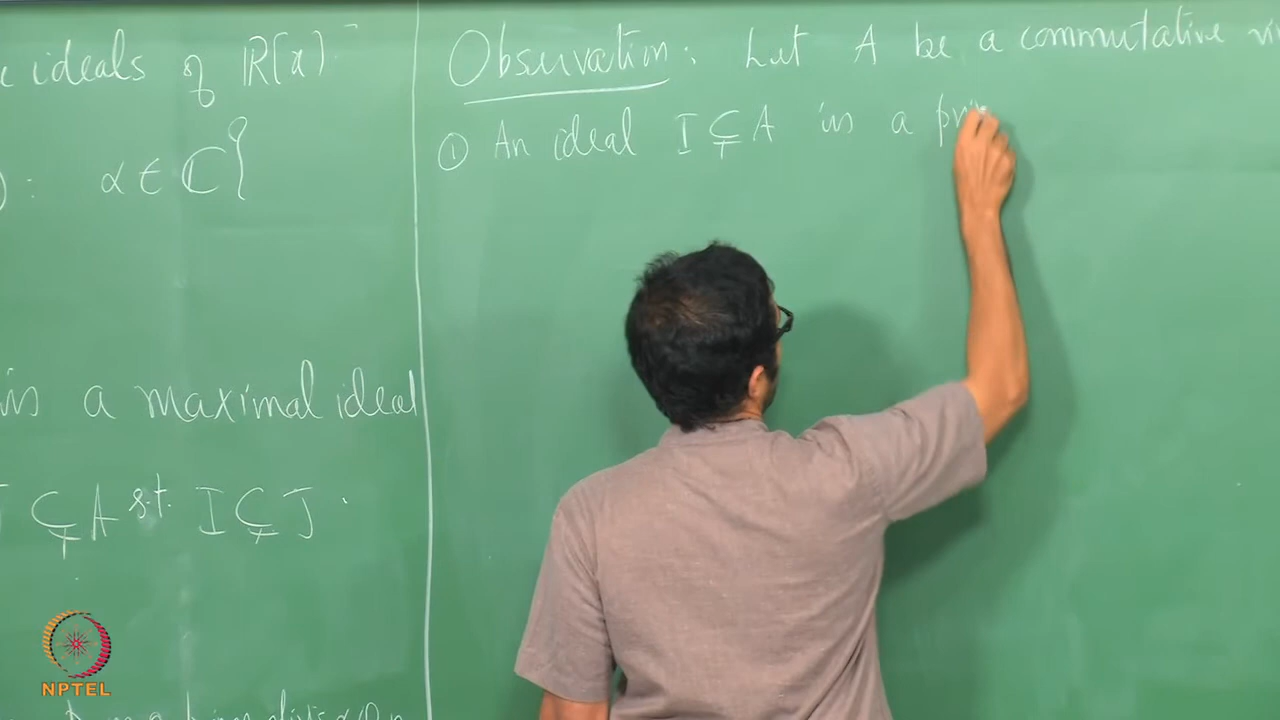 ideals of ℝ[x]
: α ∈ ℂ}
is a maximal ideal
⊊ A s.t. I ⊊ J.
Observation: Let A be a commutative
① An ideal I ⊊ A is a
NPTEL